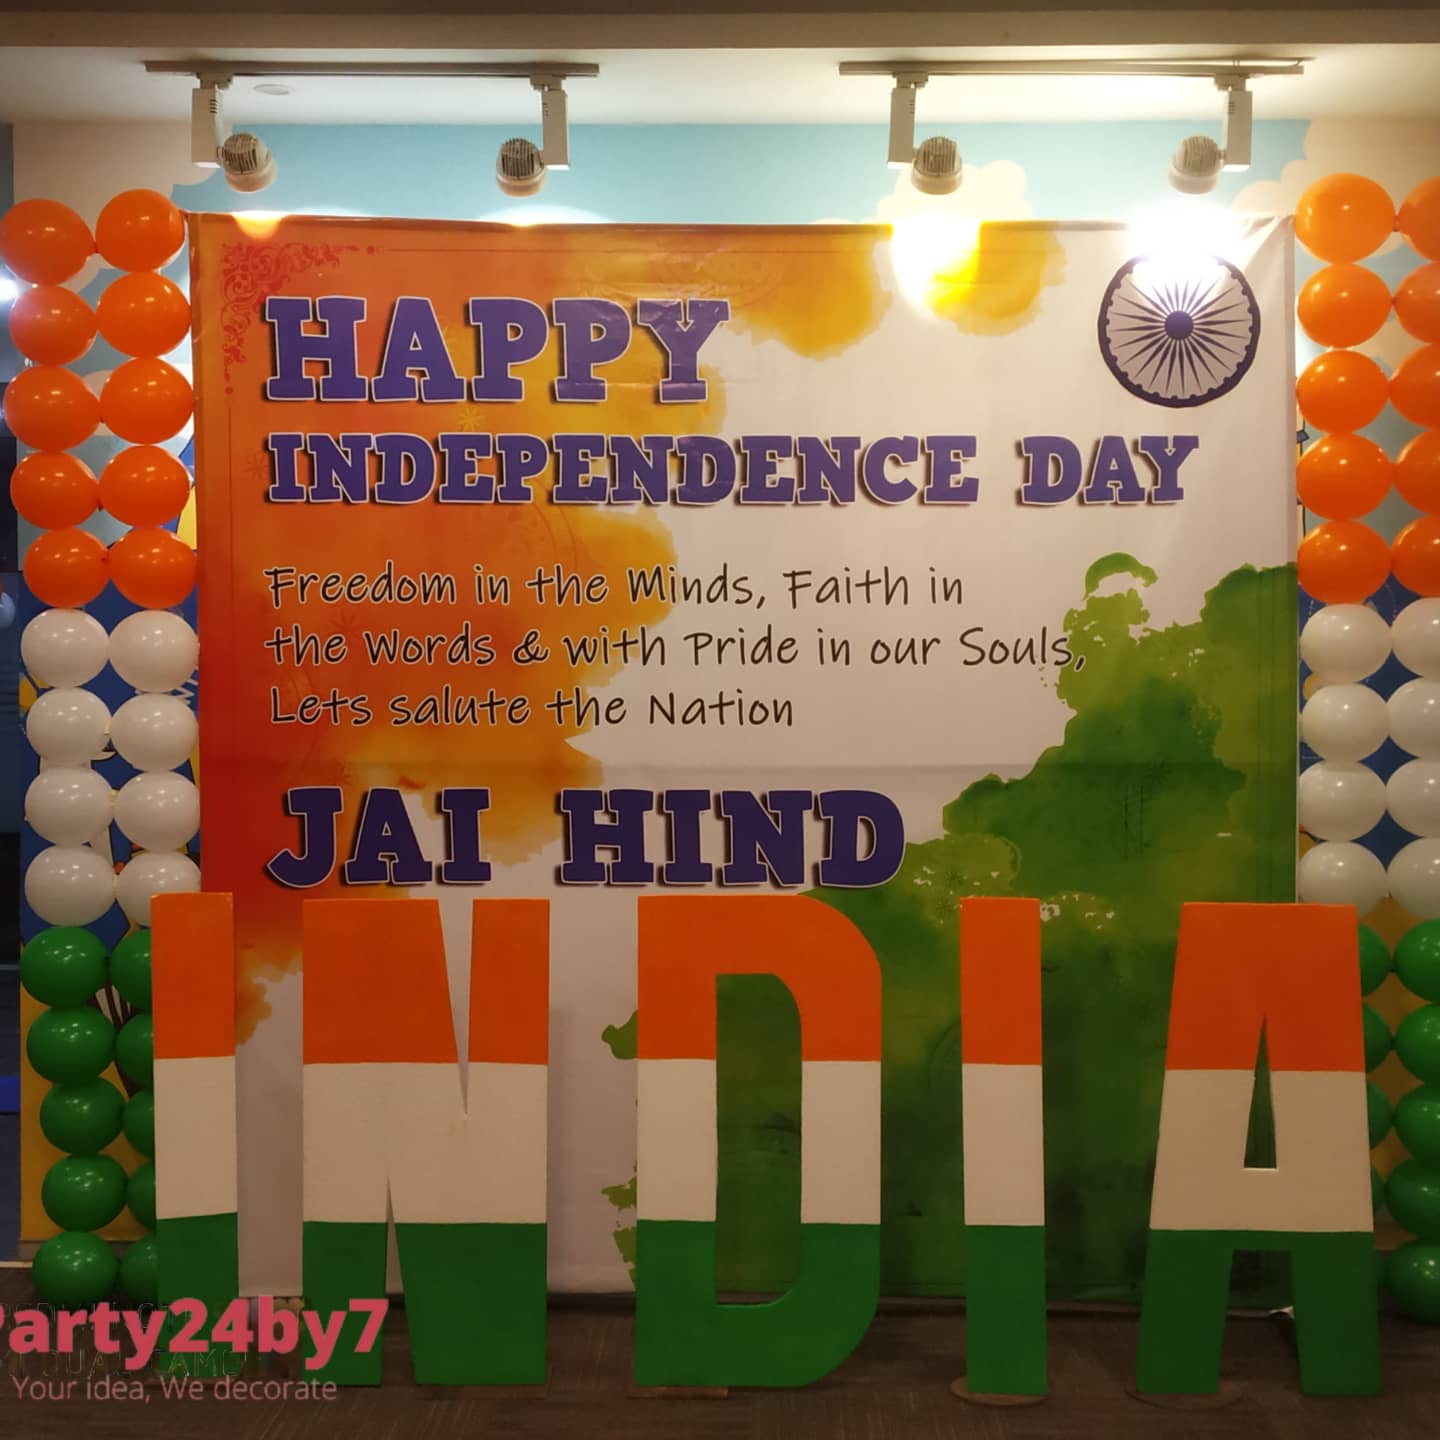 HAPPY
INDEPENDENCE DAY
Freedom in the Minds, Faith in
the Words & with Pride in our Souls,
Lets salute the Nation
JAI HIND
INDIA
Party24by7
Your idea, We decorate